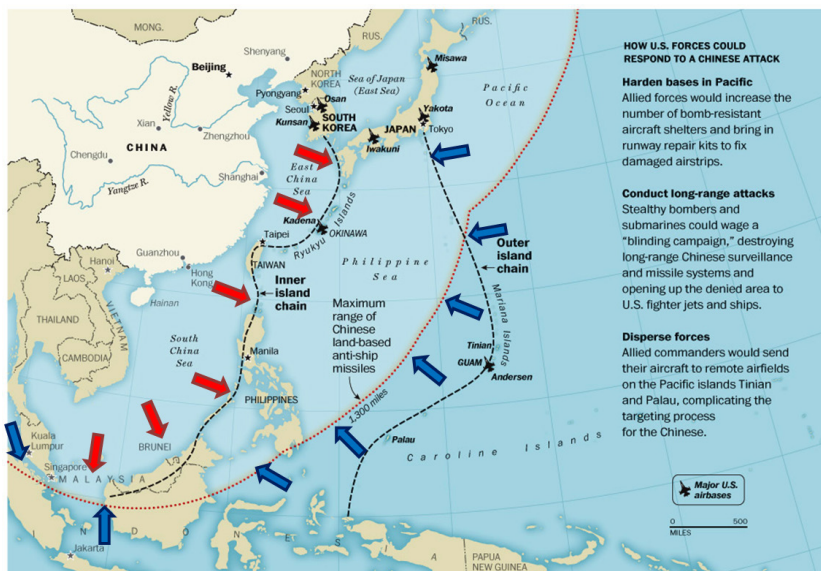 MONG.
RUS.
RUS.
Shenyang
Beijing
NORTH
KOREA
Pyongyang
Sea of Japan
(East Sea)
Misawa
Pacific
Ocean
Seoul
Osan
SOUTH
KOREA
Kunsan
JAPAN
Yakota
Tokyo
Iwakuni
Yellow R.
Xian
Zhengzhou
CHINA
Chengdu
Yangtze R.
Shanghai
East
China
Sea
Kadena
OKINAWA
Ryukyu Islands
Taipei
TAIWAN
Guangzhou
Hong
Kong
Hanoi
LAOS
Hainan
VIETNAM
THAILAND
CAMBODIA
Inner
island
chain
Philippine
Sea
Outer
island
chain
Mariana Islands
Maximum
range of
Chinese
land-based
anti-ship
missiles
South
China
Sea
Manila
PHILIPPINES
Tinian
GUAM
Andersen
1,300 miles
Palau
Caroline Islands
BRUNEI
Kuala
Lumpur
Singapore
MALAYSIA
INDONESIA
Jakarta
PAPUA
NEW GUINEA
HOW U.S. FORCES COULD
RESPOND TO A CHINESE ATTACK
Harden bases in Pacific
Allied forces would increase the
number of bomb-resistant
aircraft shelters and bring in
runway repair kits to fix
damaged airstrips.
Conduct long-range attacks
Stealthy bombers and
submarines could wage a
“blinding campaign,” destroying
long-range Chinese surveillance
and missile systems and
opening up the denied area to
U.S. fighter jets and ships.
Disperse forces
Allied commanders would send
their aircraft to remote airfields
on the Pacific islands Tinian
and Palau, complicating the
targeting process
for the Chinese.
Major U.S.
airbases
0 500
MILES